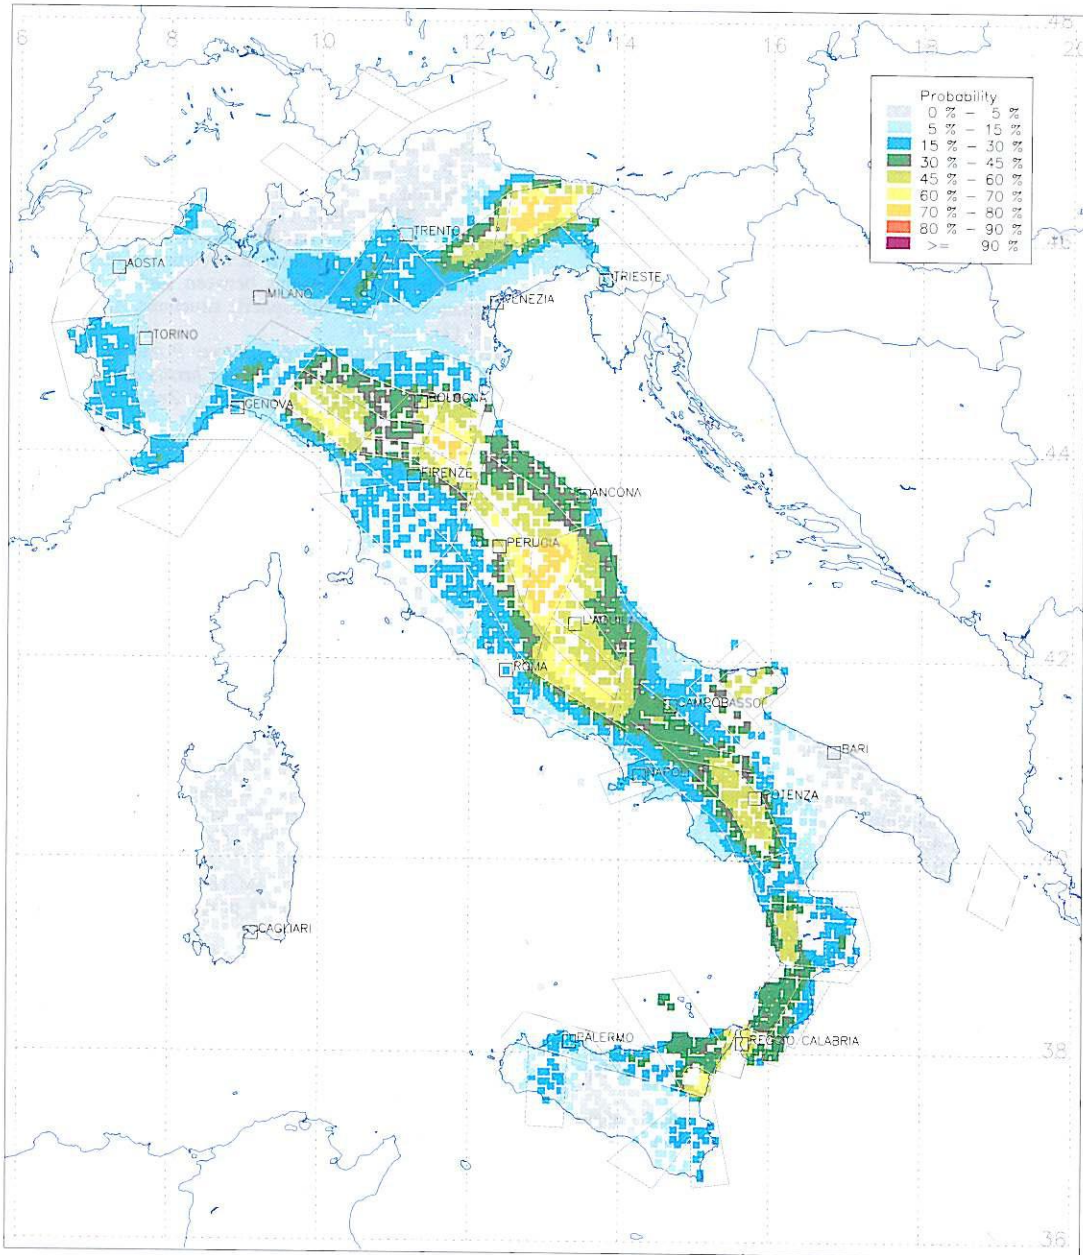 6 8 10 12 14 16 18 20
48
Probability
0 % - 5 %
5 % - 15 %
15 % - 30 %
30 % - 45 %
45 % - 60 %
60 % - 70 %
70 % - 80 %
80 % - 90 %
>= 90 %
46
TRENTO
AOSTA
TRIESTE
MILANO
VENEZIA
TORINO
GENOVA
BOLOGNA
44
FIRENZE
ANCONA
PERUGIA
L'AQUILA
42
ROMA
CAMPOBASSO
BARI
NAPOLI
POTENZA
40
CAGLIARI
PALERMO
REGGIO CALABRIA
38
36